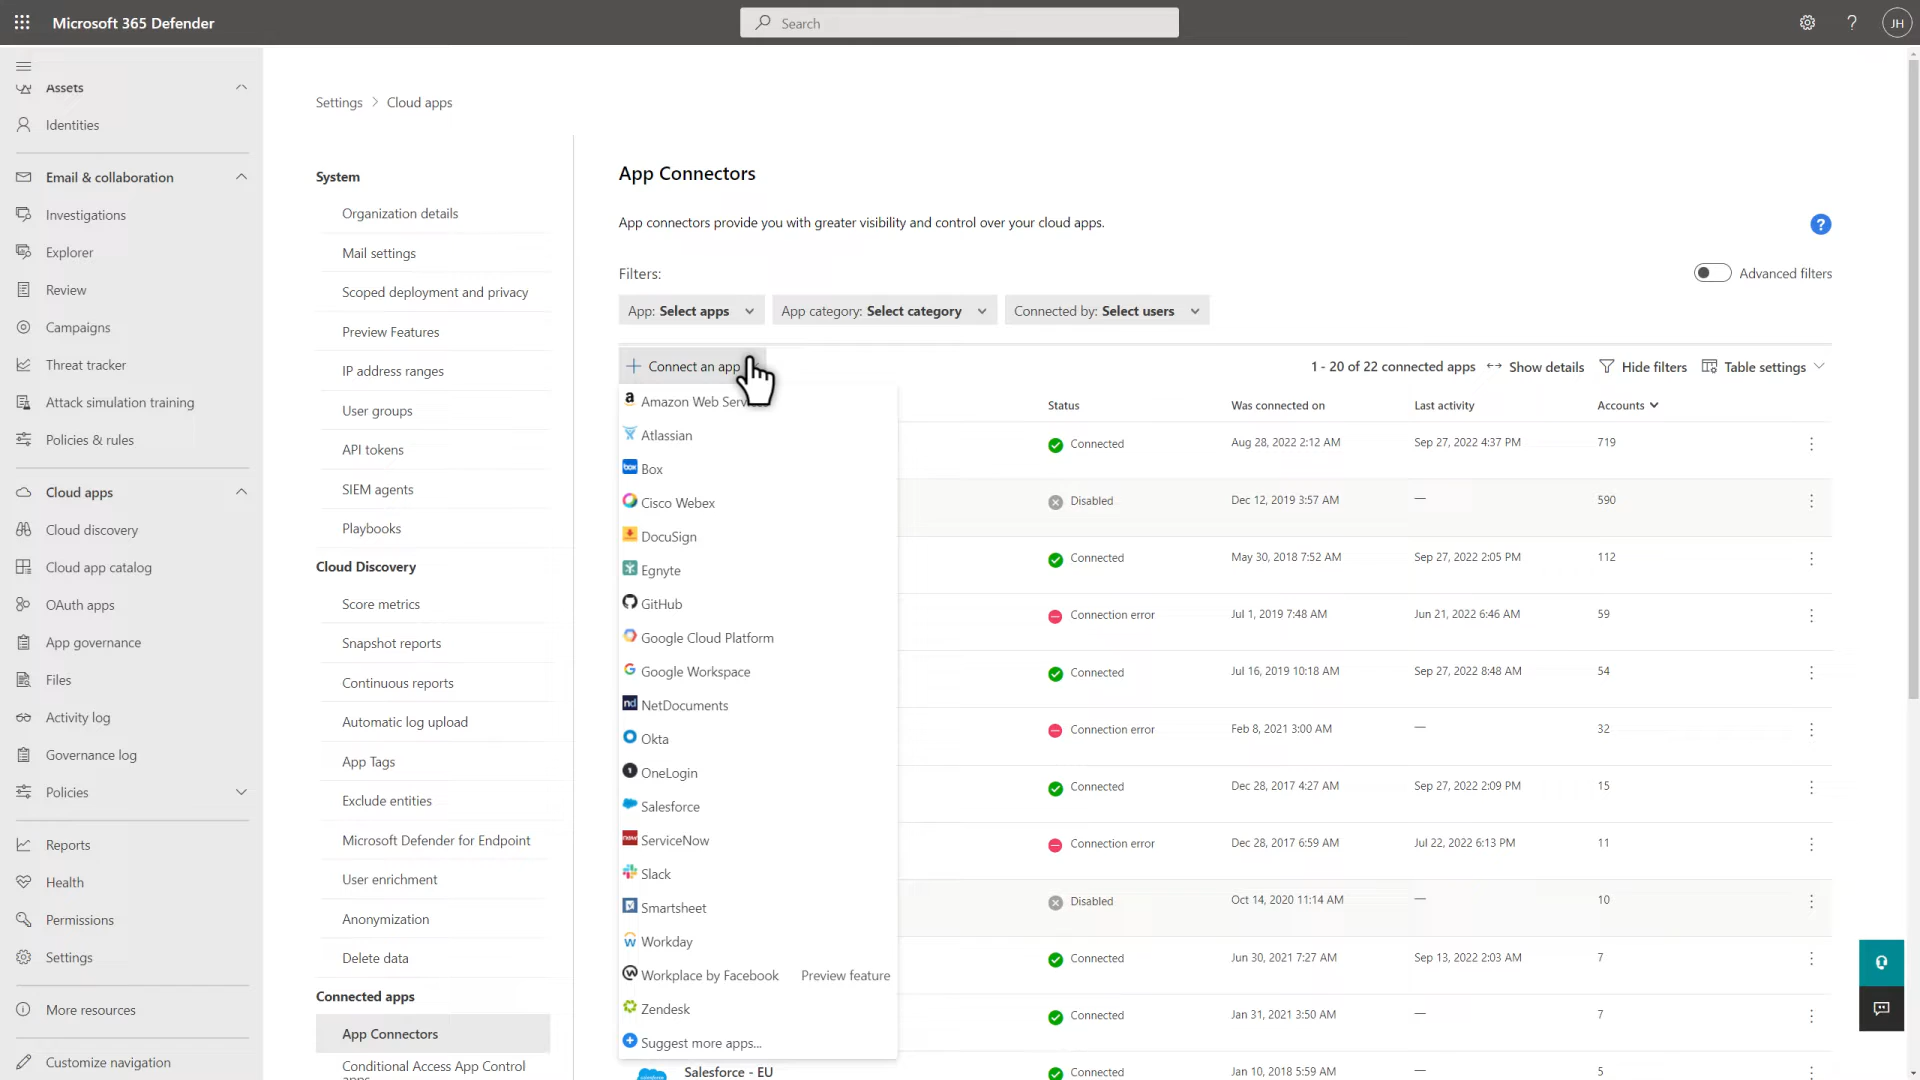 Microsoft 365 Defender
Search
JH
Assets
Identities
Email & collaboration
Investigations
Explorer
Review
Campaigns
Threat tracker
Attack simulation training
Policies & rules
Cloud apps
Cloud discovery
Cloud app catalog
OAuth apps
App governance
Files
Activity log
Governance log
Policies
Reports
Health
Permissions
Settings
More resources
Customize navigation
Settings > Cloud apps
System
Organization details
Mail settings
Scoped deployment and privacy
Preview Features
IP address ranges
User groups
API tokens
SIEM agents
Playbooks
Cloud Discovery
Score metrics
Snapshot reports
Continuous reports
Automatic log upload
App Tags
Exclude entities
Microsoft Defender for Endpoint
User enrichment
Anonymization
Delete data
Connected apps
App Connectors
Conditional Access App Control
apps
App Connectors
App connectors provide you with greater visibility and control over your cloud apps.
Filters:
Advanced filters
App: Select apps
App category: Select category
Connected by: Select users
Connect an app
1 - 20 of 22 connected apps
Show details
Hide filters
Table settings
Amazon Web Serv
Atlassian
Box
Cisco Webex
DocuSign
Egnyte
GitHub
Google Cloud Platform
Google Workspace
NetDocuments
Okta
OneLogin
Salesforce
ServiceNow
Slack
Smartsheet
Workday
Workplace by Facebook Preview feature
Zendesk
Suggest more apps...
Salesforce - EU
Status Was connected on Last activity Accounts
Connected Aug 28, 2022 2:12 AM Sep 27, 2022 4:37 PM 719
Disabled Dec 12, 2019 3:57 AM — 590
Connected May 30, 2018 7:52 AM Sep 27, 2022 2:05 PM 112
Connection error Jul 1, 2019 7:48 AM Jun 21, 2022 6:46 AM 59
Connected Jul 16, 2019 10:18 AM Sep 27, 2022 8:48 AM 54
Connection error Feb 8, 2021 3:00 AM — 32
Connected Dec 28, 2017 4:27 AM Sep 27, 2022 2:09 PM 15
Connection error Dec 28, 2017 6:59 AM Jul 22, 2022 6:13 PM 11
Disabled Oct 14, 2020 11:14 AM — 10
Connected Jun 30, 2021 7:27 AM Sep 13, 2022 2:03 AM 7
Connected Jan 31, 2021 3:50 AM — 7
Connected Jan 10, 2018 5:59 AM — 5